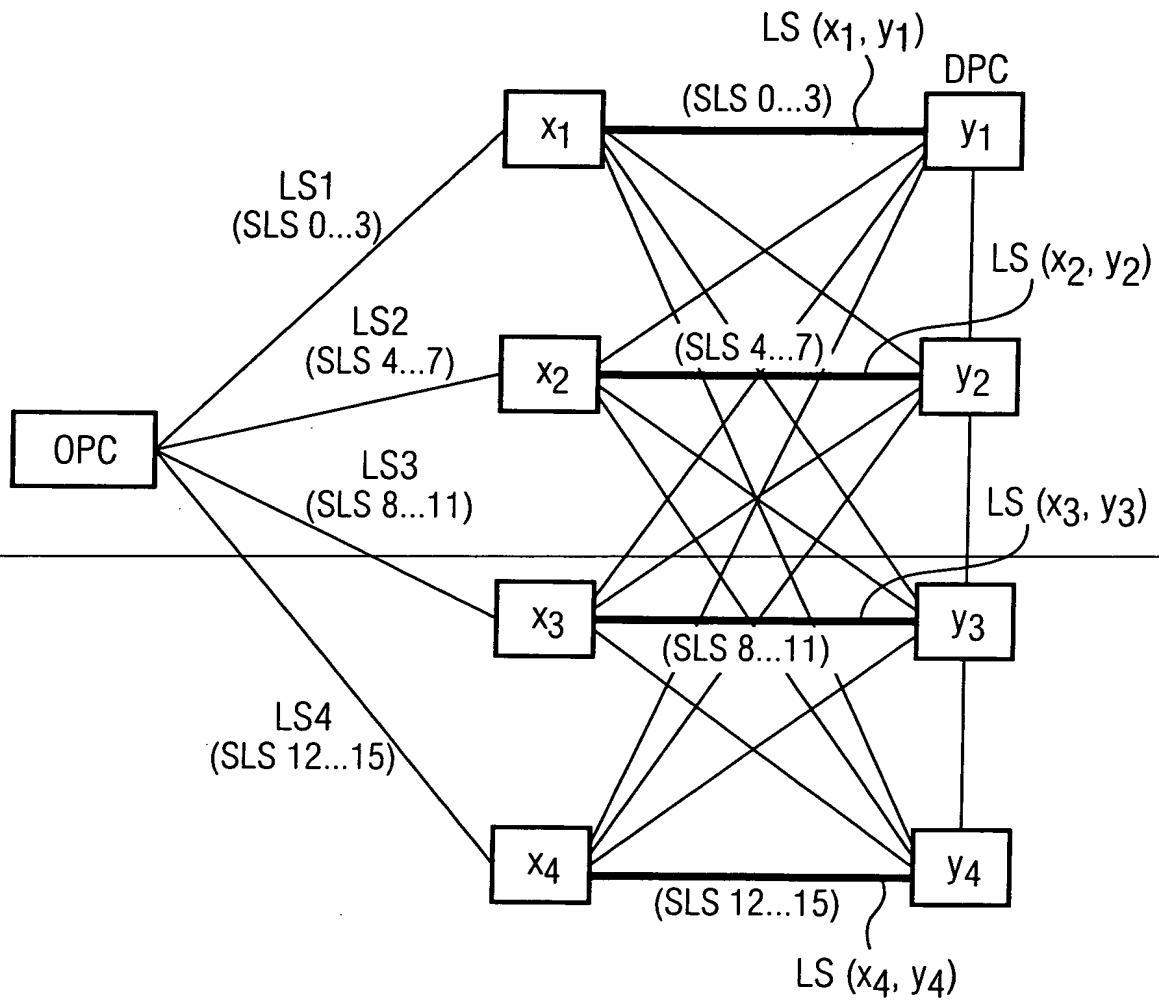 LS (x1, y1)
DPC
(SLS 0...3)
x1
y1
LS1
(SLS 0...3)
LS (x2, y2)
LS2
(SLS 4...7)
(SLS 4...7)
x2
y2
OPC
LS3
(SLS 8...11)
LS (x3, y3)
x3
y3
(SLS 8...11)
LS4
(SLS 12...15)
x4
y4
(SLS 12...15)
LS (x4, y4)